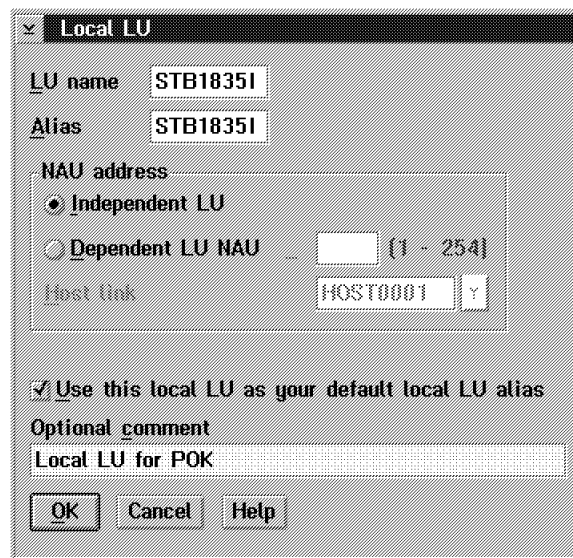 Local LU
LU name STB1835I
Alias STB1835I
NAU address
Independent LU
Dependent LU NAU (1 - 254)
Host link HOST0001
Use this local LU as your default local LU alias
Optional comment
Local LU for POK
OK Cancel Help